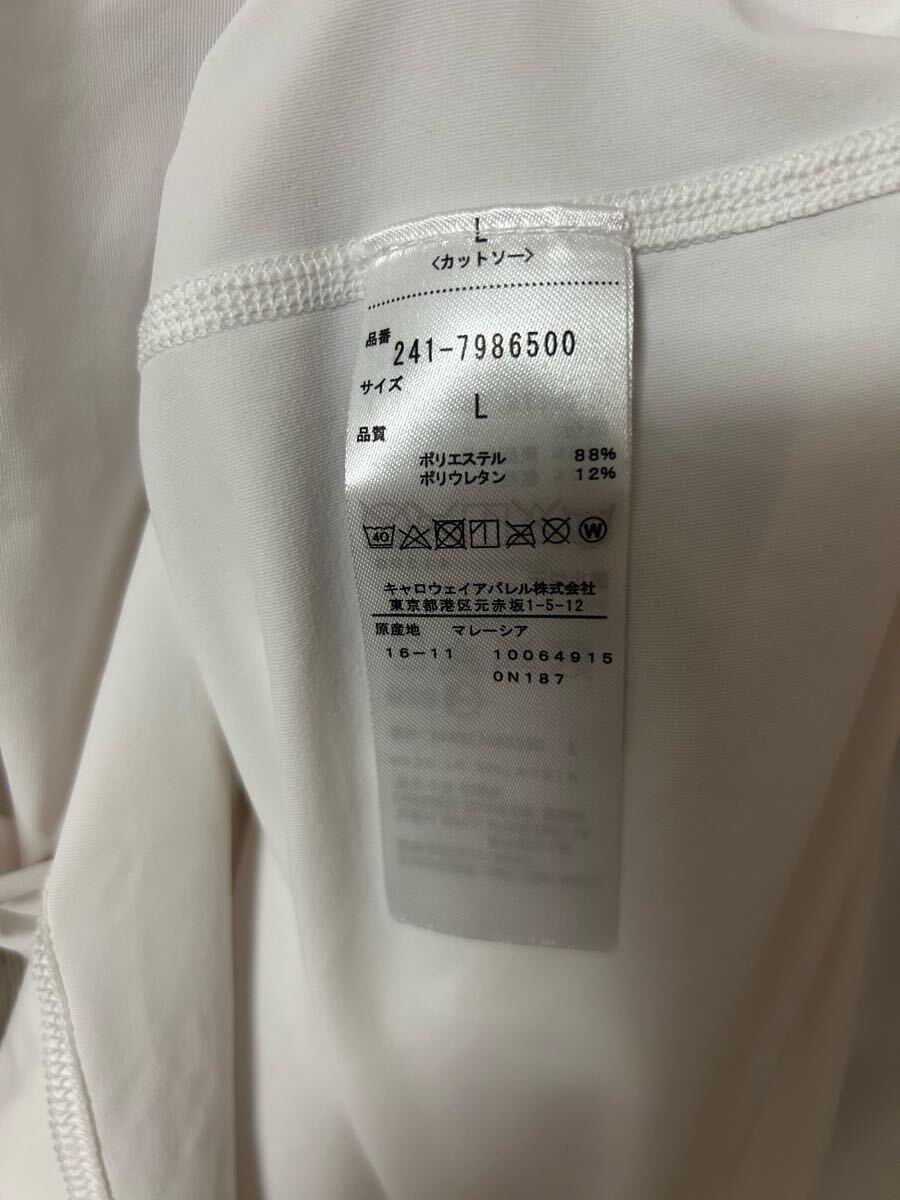 L
〈カットソー〉
品番
241-7986500
サイズ
L
品質
ポリエステル 88%
ポリウレタン 12%
40 W
キャロウェイアパレル株式会社
東京都港区元赤坂1-5-12
原産地 マレーシア
16-11 10064915
0N187